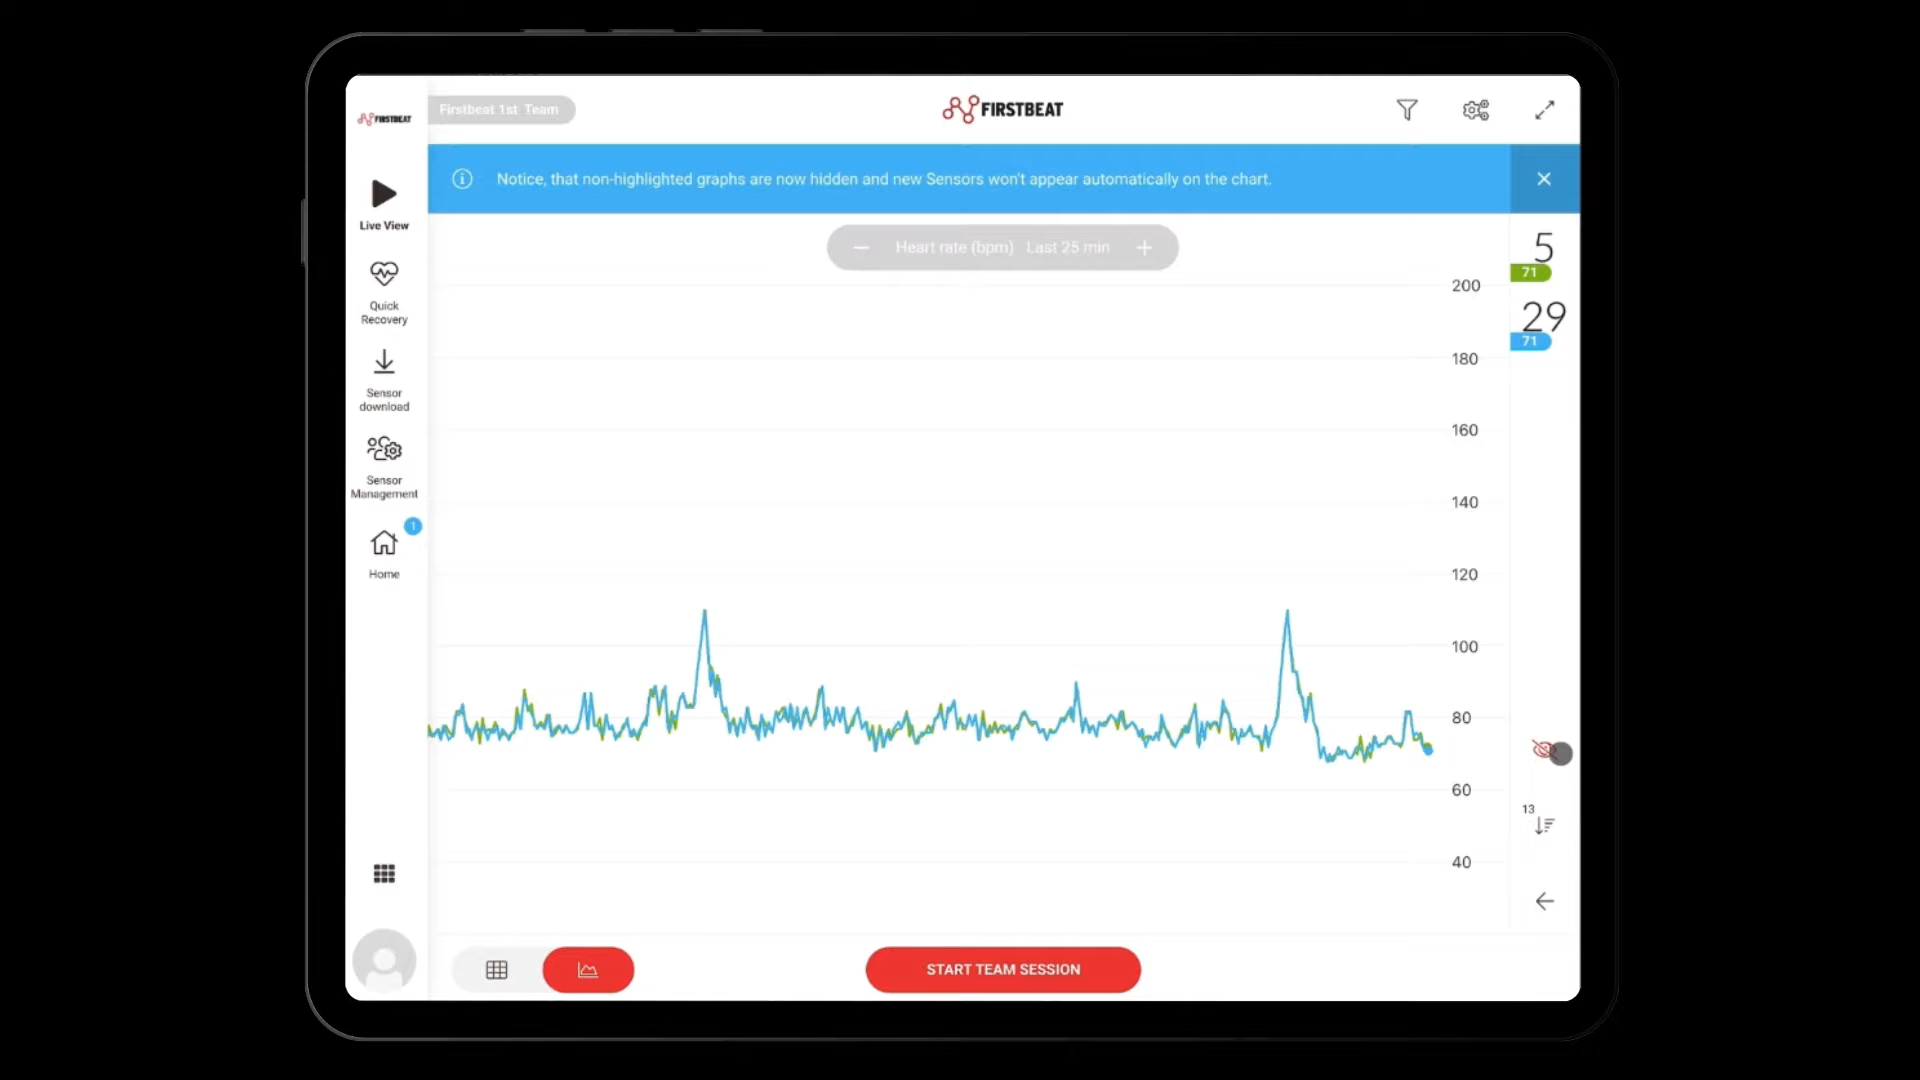 FIRSTBEAT
Firstbeat 1st Team
FIRSTBEAT
Notice, that non-highlighted graphs are now hidden and new Sensors won't appear automatically on the chart.
Live View
Quick
Recovery
Sensor
download
Sensor
Management
1
Home
− Heart rate (bpm) Last 25 min +
200
180
160
140
120
100
80
60
40
5
71
29
71
13
START TEAM SESSION